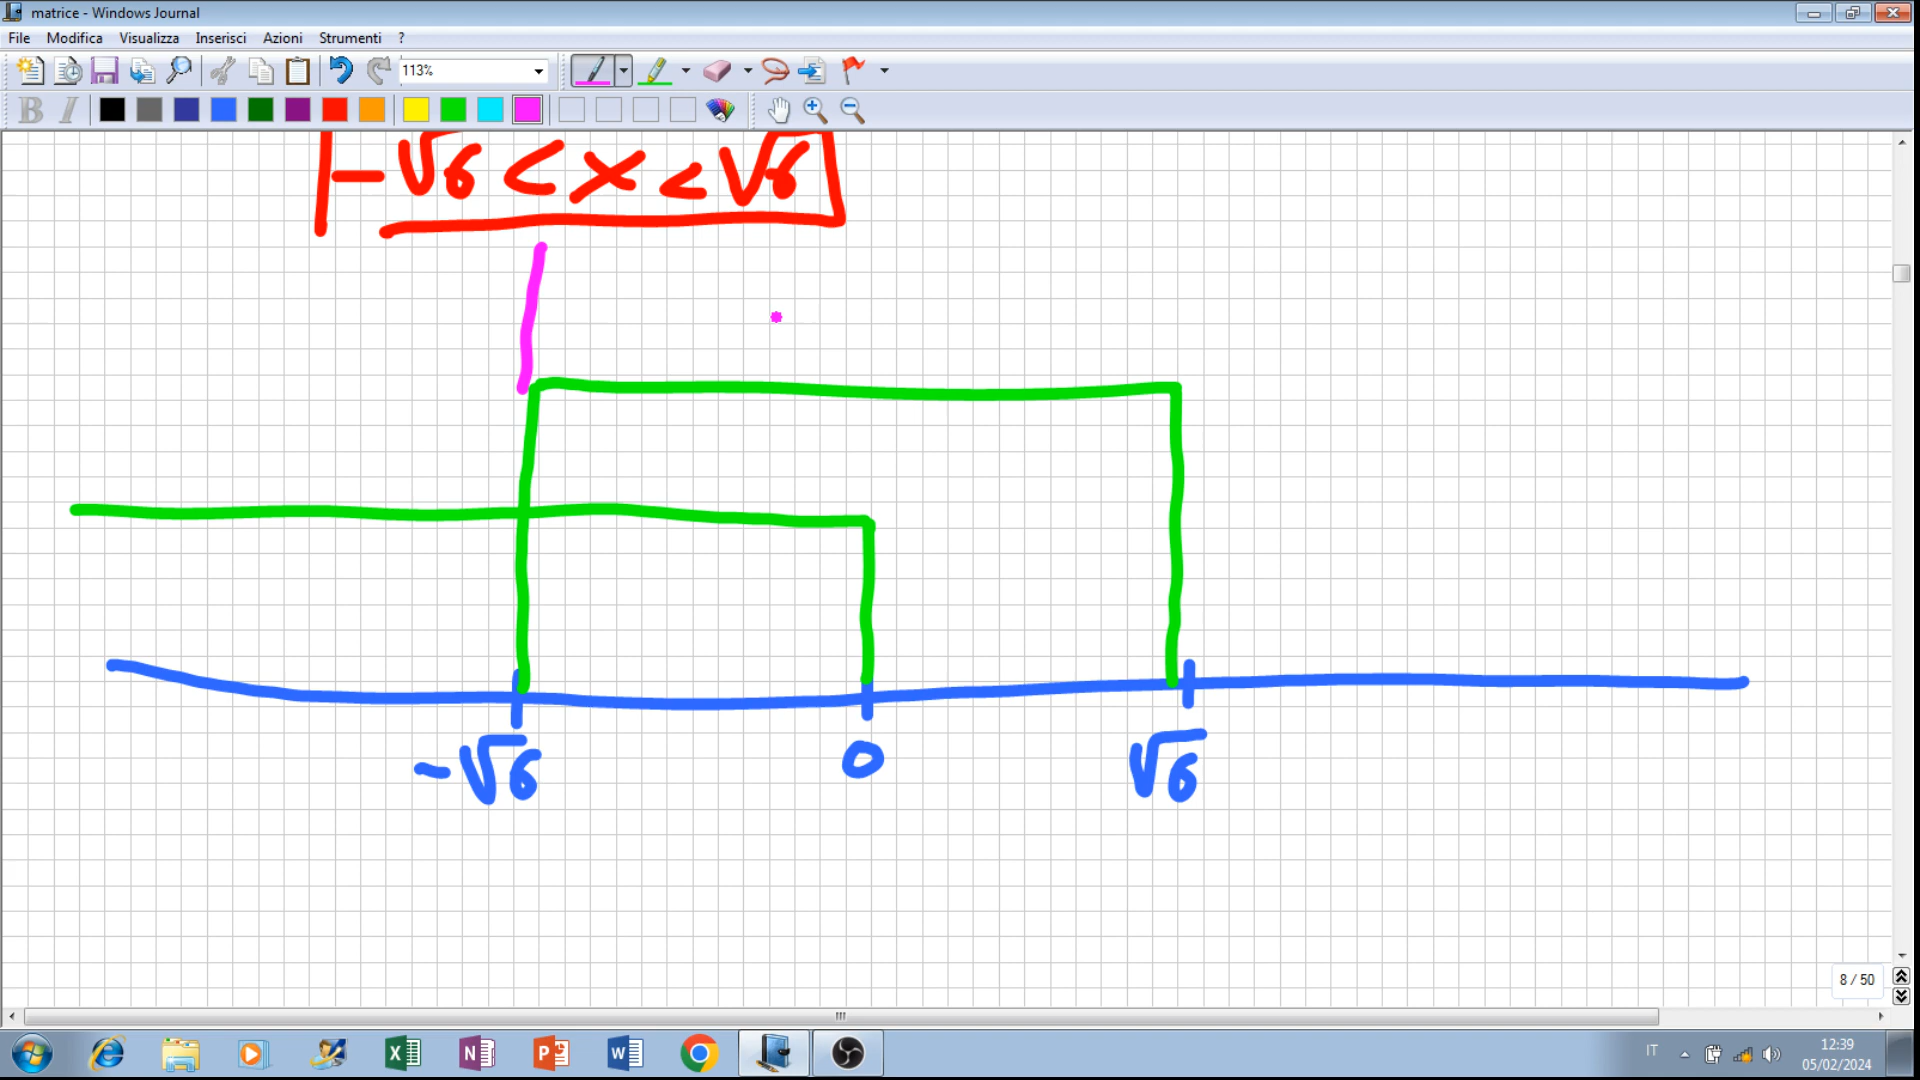 matrice - Windows Journal
File Modifica Visualizza Inserisci Azioni Strumenti ?
113%
B I
-√6 < x < √6
-√6 0 √6
8 / 50
IT 12:39
05/02/2024